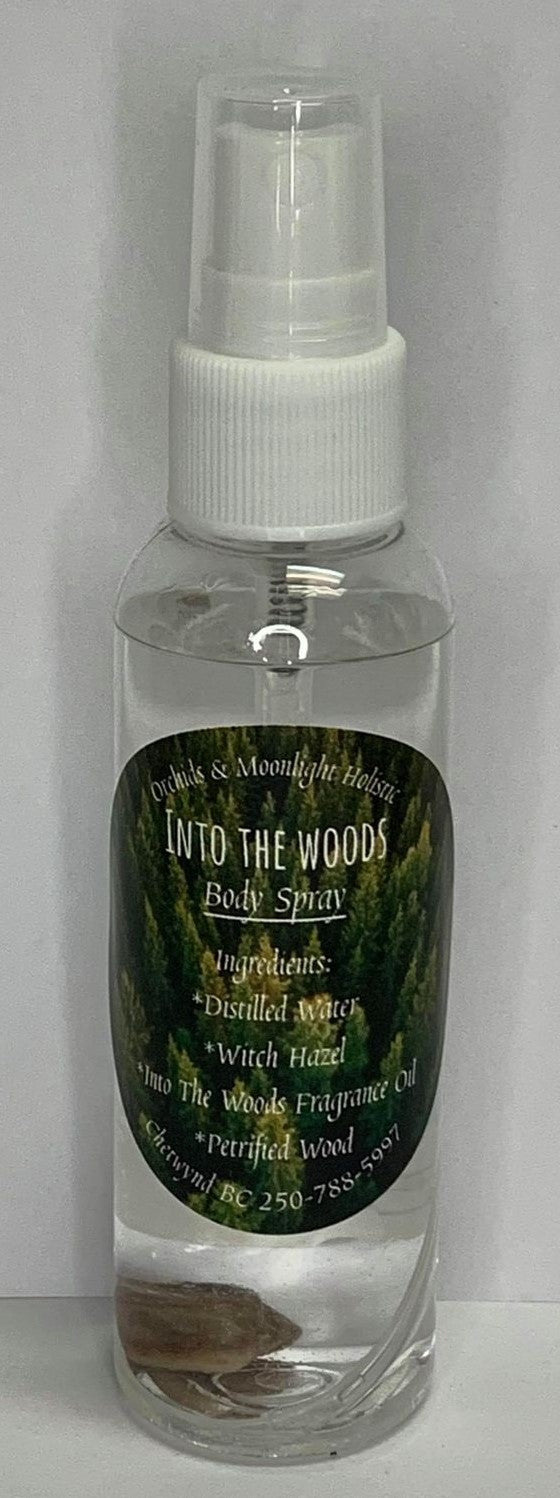 Orchids & Moonlight Holistic
INTO THE WOODS
Body Spray
Ingredients:
*Distilled Water
*Witch Hazel
*Into The Woods Fragrance Oil
*Petrified Wood
Chetwynd BC 250-788-5997